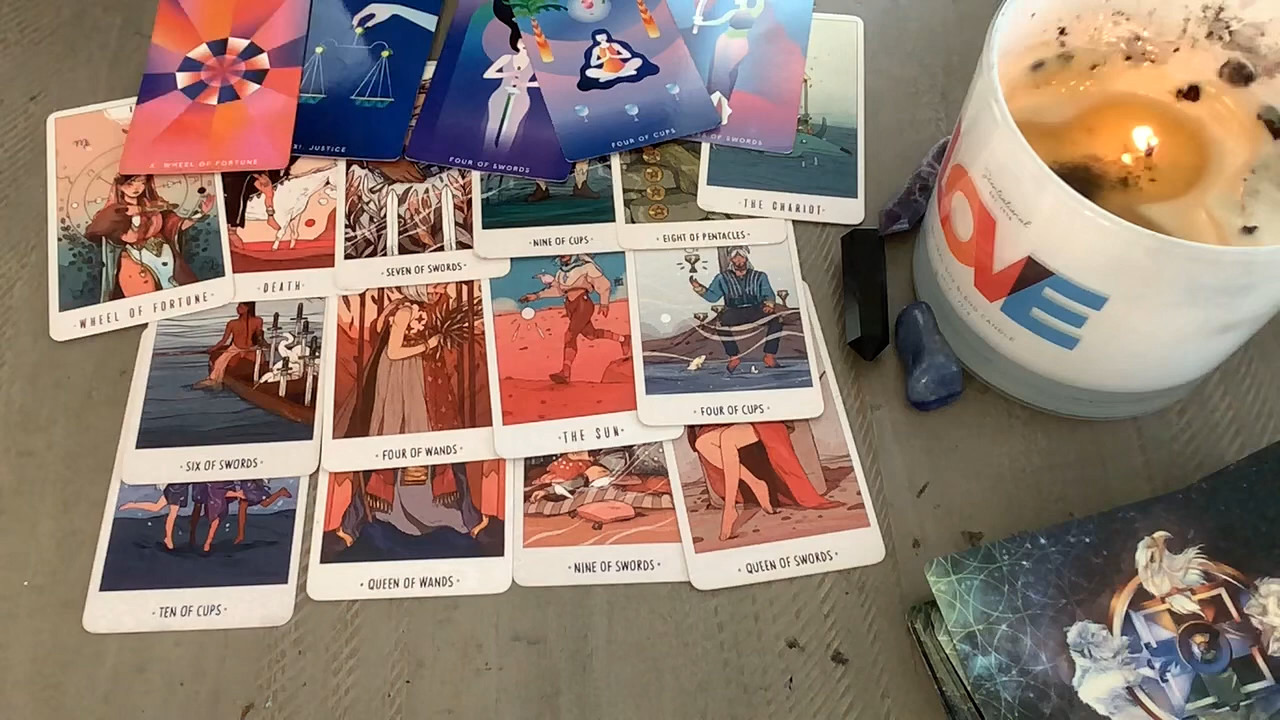 WHEEL OF FORTUNE
JUSTICE
FOUR OF SWORDS
FOUR OF CUPS
OF SWORDS
·WHEEL OF FORTUNE·
·DEATH·
·SEVEN OF SWORDS·
·NINE OF CUPS·
·EIGHT OF PENTACLES·
·THE CHARIOT·
·SIX OF SWORDS·
·FOUR OF WANDS·
·THE SUN·
·FOUR OF CUPS·
·TEN OF CUPS·
·QUEEN OF WANDS·
·NINE OF SWORDS·
·QUEEN OF SWORDS·
LOVE